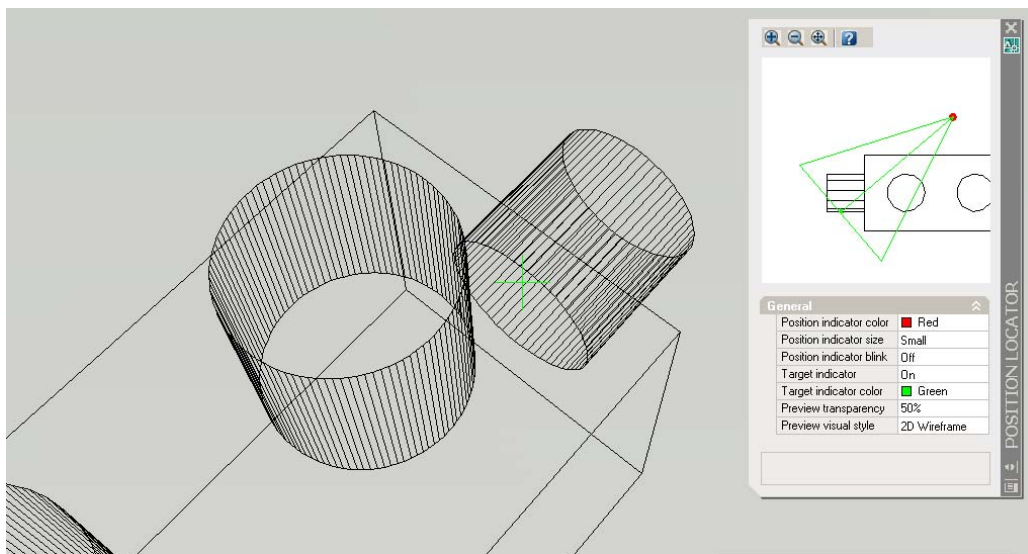 General
Position indicator color Red
Position indicator size Small
Position indicator blink Off
Target indicator On
Target indicator color Green
Preview transparency 50%
Preview visual style 2D Wireframe
POSITION LOCATOR